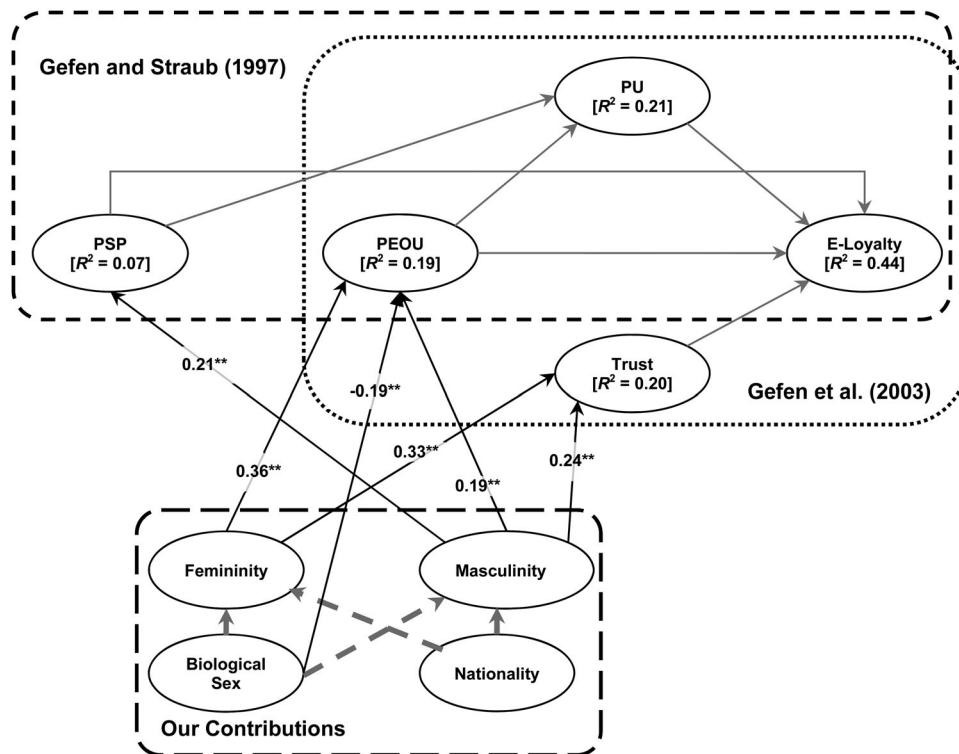 Gefen and Straub (1997)
PU
[R² = 0.21]
PSP
[R² = 0.07]
PEOU
[R² = 0.19]
E-Loyalty
[R² = 0.44]
Trust
[R² = 0.20]
Gefen et al. (2003)
0.21**
-0.19**
0.36**
0.33**
0.19**
0.24**
Femininity
Masculinity
Biological
Sex
Nationality
Our Contributions